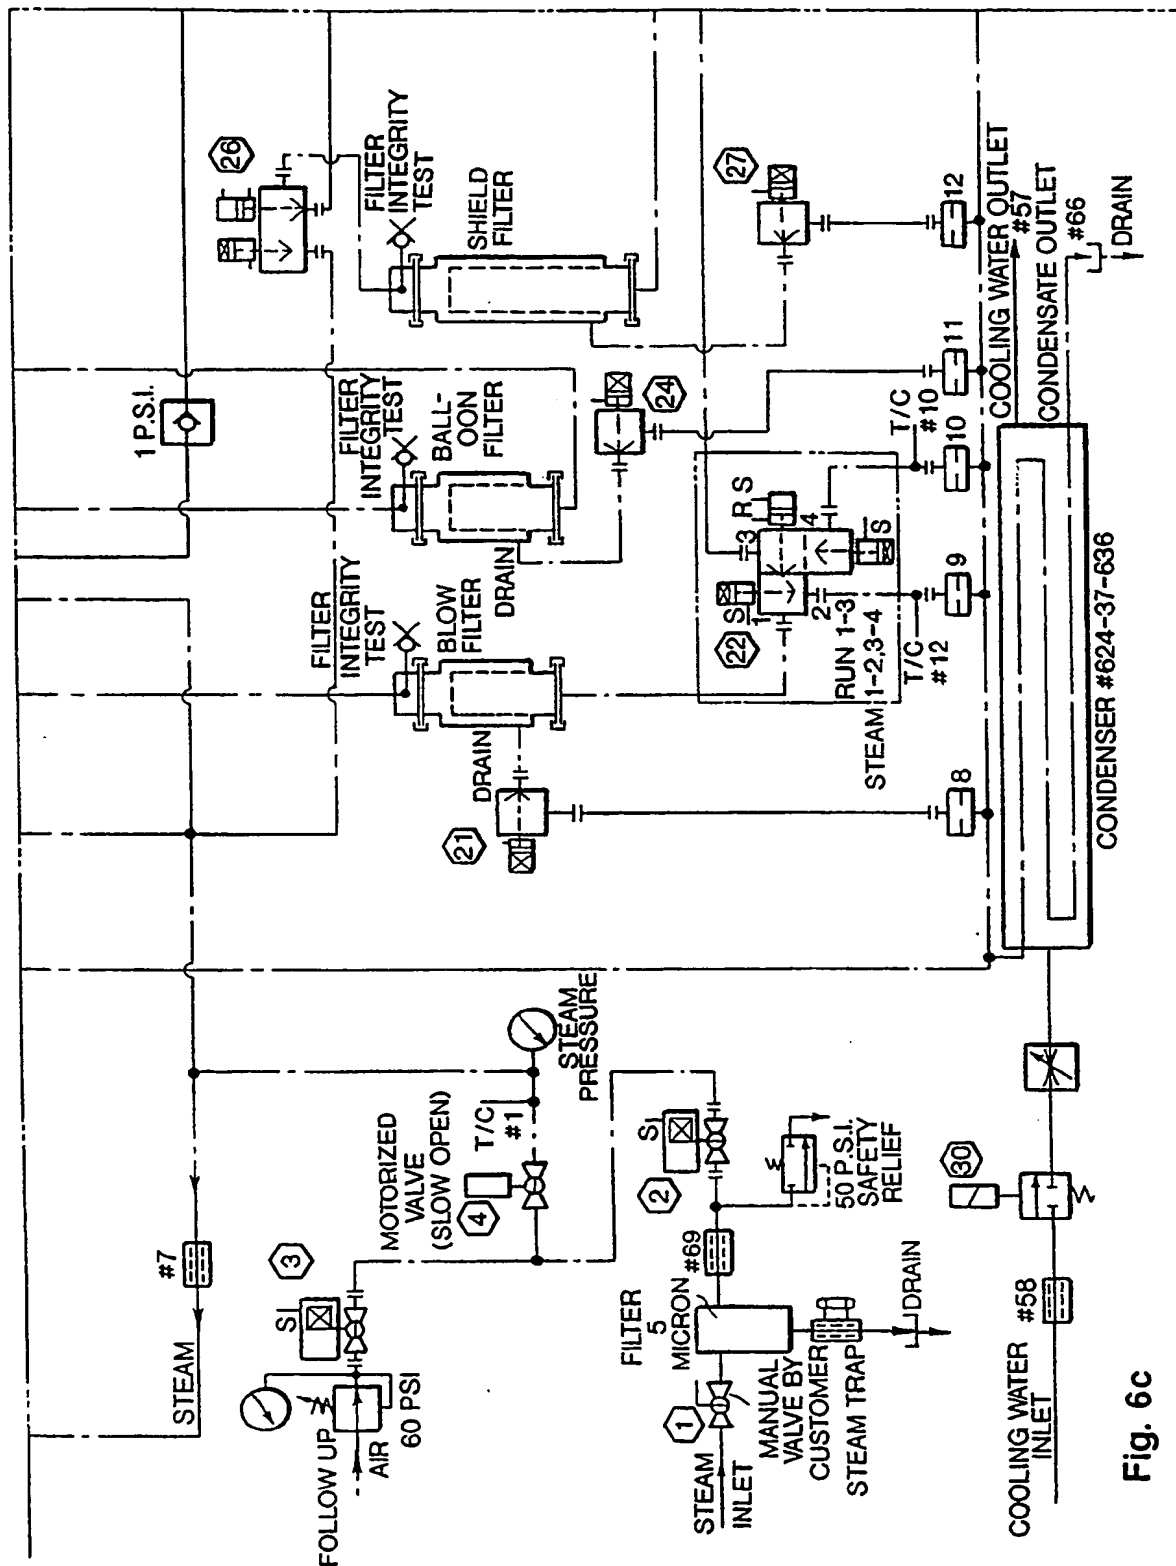 1 P.S.I.
26
FILTER
INTEGRITY
TEST
SHIELD
FILTER
27
12
FILTER
INTEGRITY
TEST
BALL-
OON
FILTER
DRAIN
24
11
FILTER
INTEGRITY
TEST
BLOW
FILTER
DRAIN
21
22
S
1
2
3
4
R S
S
RUN 1-3
STEAM 1-2,3-4
T/C
#12
T/C
#10
8
9
10
COOLING WATER OUTLET
#57
CONDENSATE OUTLET
#66
DRAIN
CONDENSER #624-37-636
STEAM
#7
FOLLOW UP
AIR
60 PSI
SI
3
MOTORIZED
VALVE
(SLOW OPEN)
4
T/C
#1
STEAM
PRESSURE
STEAM
INLET
1
MANUAL
VALVE BY
CUSTOMER
STEAM TRAP
DRAIN
FILTER
5
MICRON
#69
2
SI
50 P.S.I.
SAFETY
RELIEF
COOLING WATER
INLET
#58
30
Fig. 6c